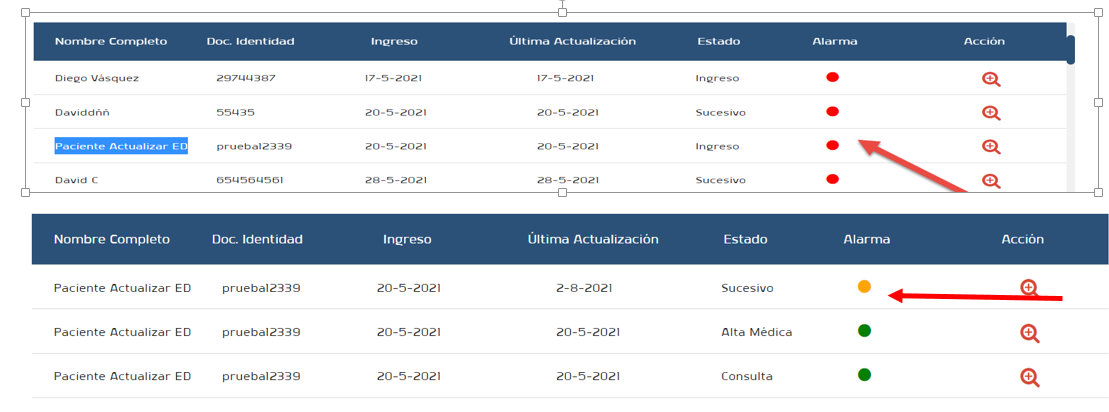 Nombre Completo Doc. Identidad Ingreso Última Actualización Estado Alarma Acción
Diego Vásquez 29744387 17-5-2021 17-5-2021 Ingreso
Daviddññ 55435 20-5-2021 20-5-2021 Sucesivo
Paciente Actualizar ED prueba12339 20-5-2021 20-5-2021 Ingreso
David C 654564561 28-5-2021 28-5-2021 Sucesivo
Nombre Completo Doc. Identidad Ingreso Última Actualización Estado Alarma Acción
Paciente Actualizar ED prueba12339 20-5-2021 2-8-2021 Sucesivo
Paciente Actualizar ED prueba12339 20-5-2021 20-5-2021 Alta Médica
Paciente Actualizar ED prueba12339 20-5-2021 20-5-2021 Consulta